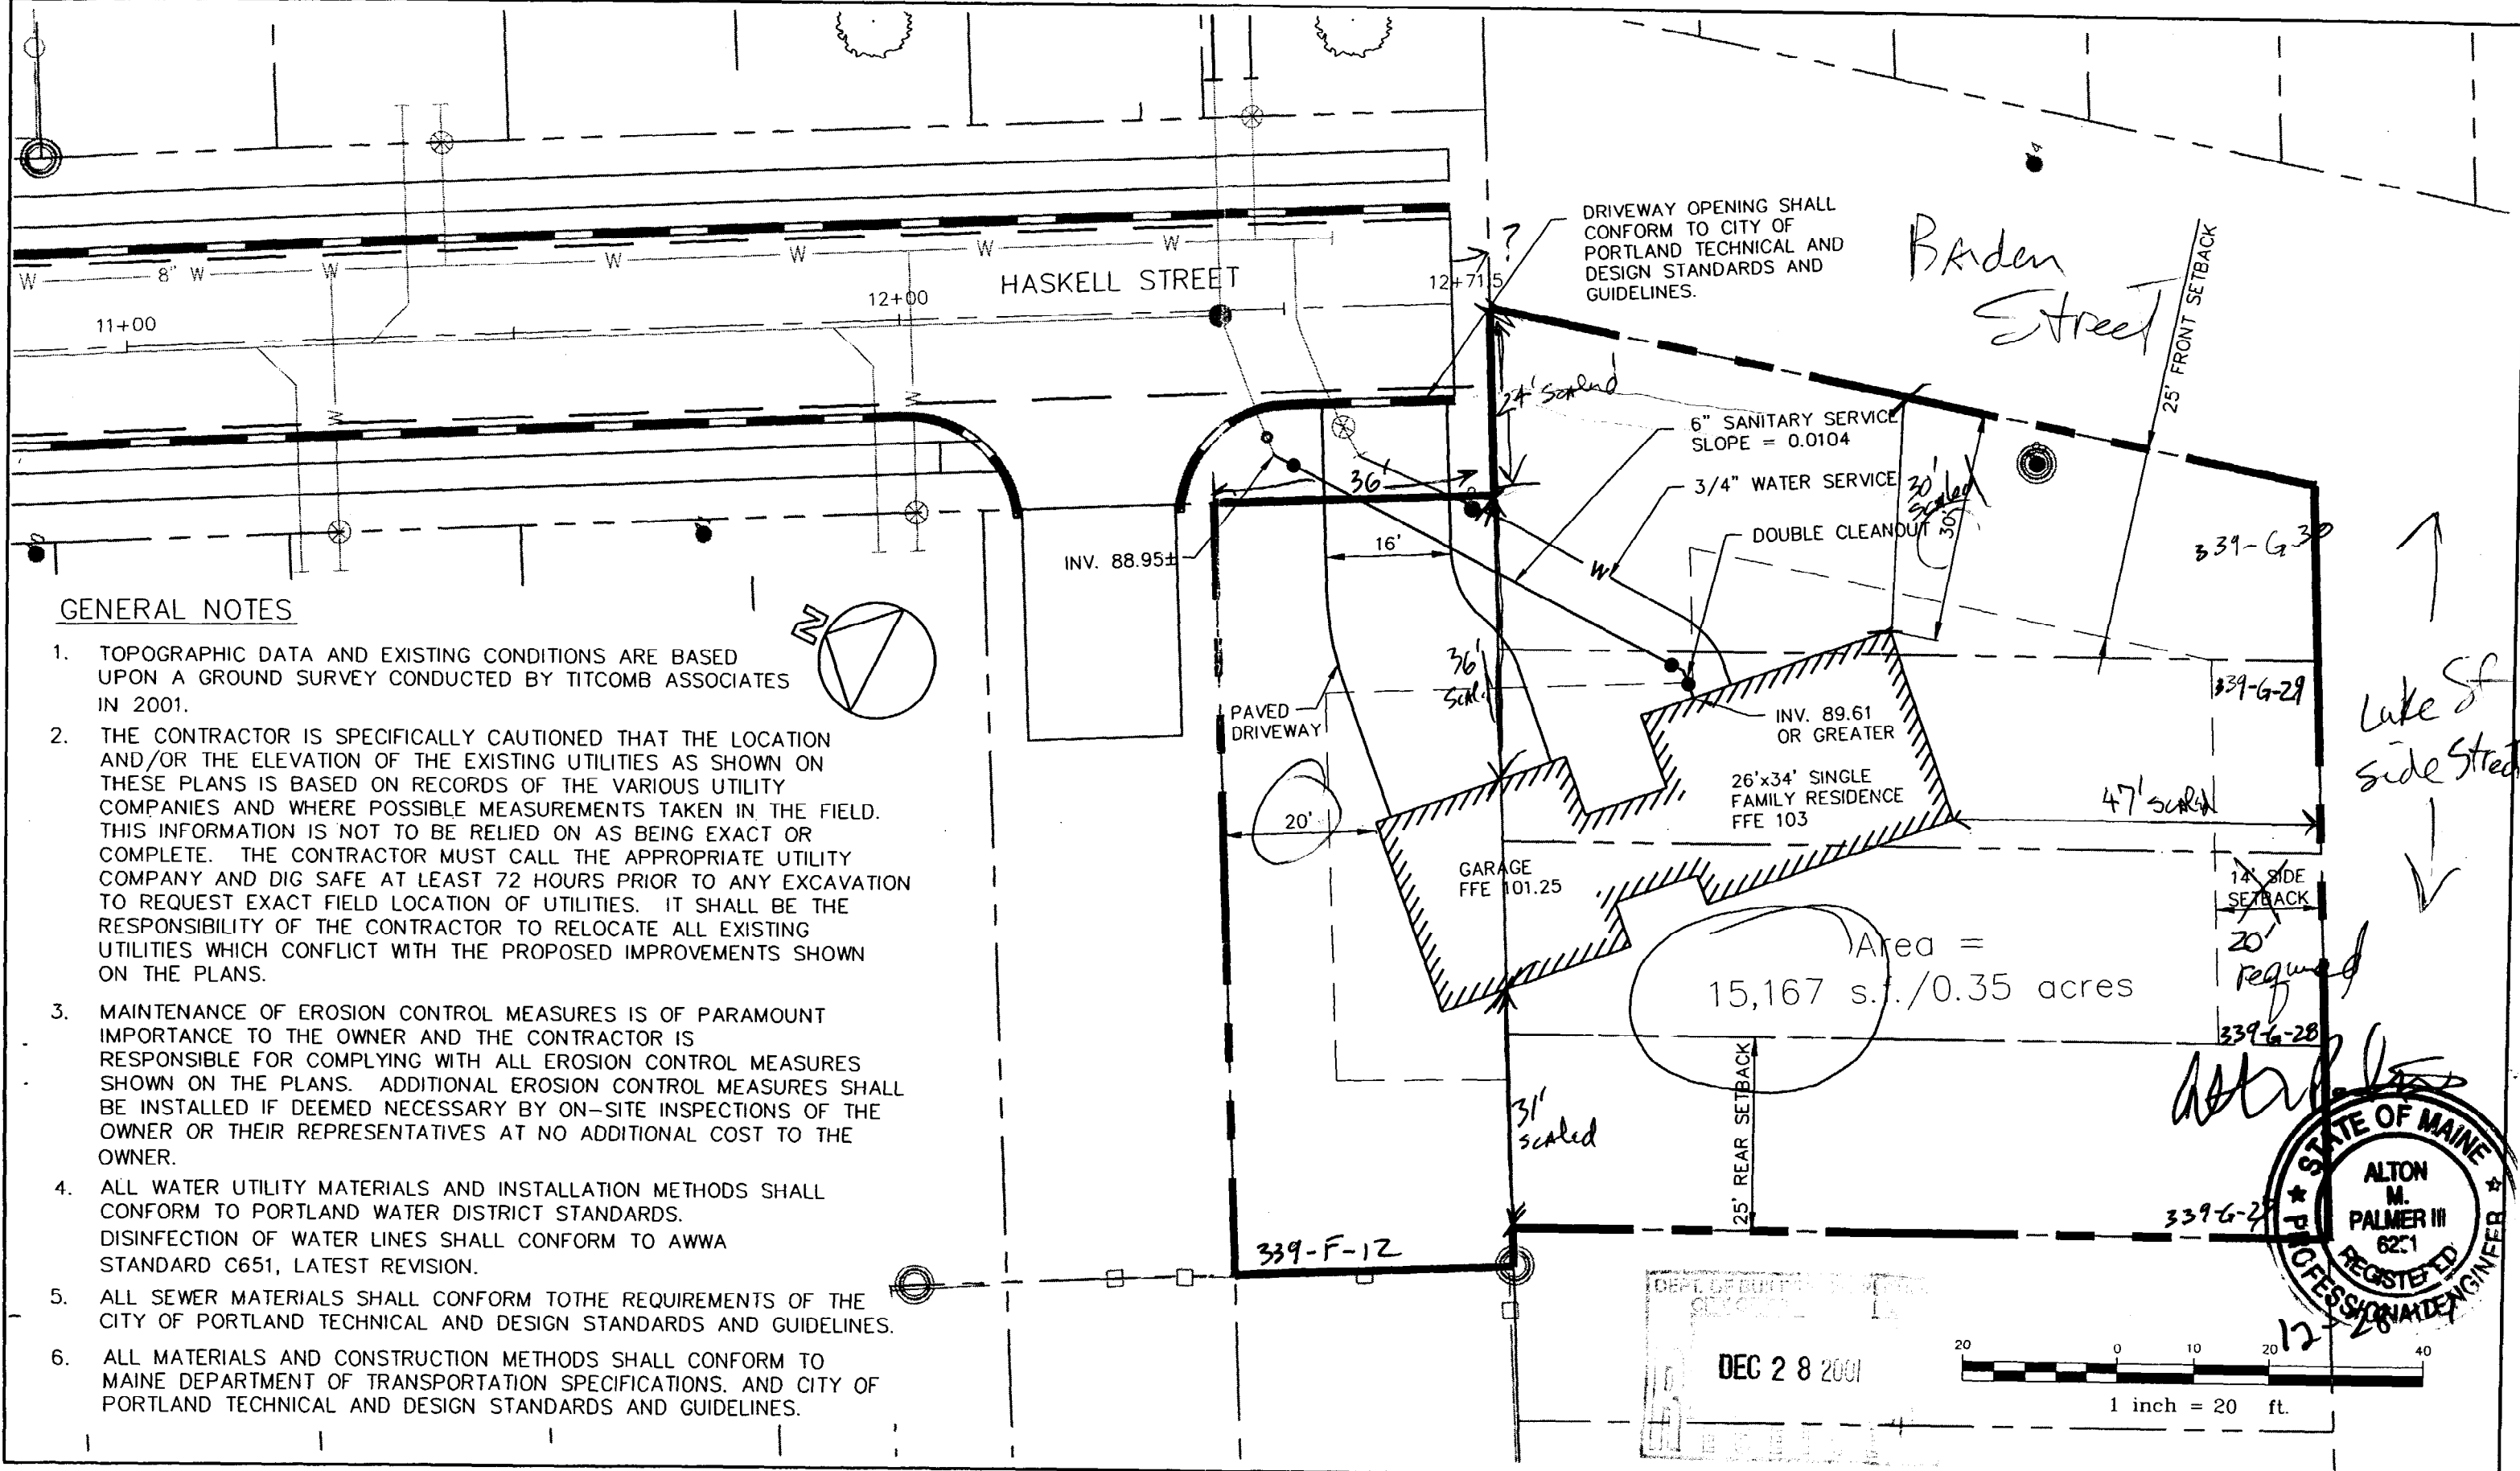 DRIVEWAY OPENING SHALL
CONFORM TO CITY OF
PORTLAND TECHNICAL AND
DESIGN STANDARDS AND
GUIDELINES.
?
Barden
Street
25' FRONT SETBACK
W
8" W
W
W
W
W
W
HASKELL STREET
12+71.5
12+00
11+00
W
W
24' scaled
6" SANITARY SERVICE
SLOPE = 0.0104
3/4" WATER SERVICE
30'
scaled
30'
DOUBLE CLEANOUT
36'
INV. 88.95±
16'
W
339-G-30
Lake St
side Street
339-G-29
36'
Scal.
PAVED
DRIVEWAY
INV. 89.61
OR GREATER
26'x34' SINGLE
FAMILY RESIDENCE
FFE 103
47' scaled
20'
GARAGE
FFE 101.25
14' SIDE
SETBACK
20'
required
Area =
15,167 s.f./0.35 acres
339-G-28
25' REAR SETBACK
31'
scaled
339-F-12
N
GENERAL NOTES
1. TOPOGRAPHIC DATA AND EXISTING CONDITIONS ARE BASED
UPON A GROUND SURVEY CONDUCTED BY TITCOMB ASSOCIATES
IN 2001.
2. THE CONTRACTOR IS SPECIFICALLY CAUTIONED THAT THE LOCATION
AND/OR THE ELEVATION OF THE EXISTING UTILITIES AS SHOWN ON
THESE PLANS IS BASED ON RECORDS OF THE VARIOUS UTILITY
COMPANIES AND WHERE POSSIBLE MEASUREMENTS TAKEN IN THE FIELD.
THIS INFORMATION IS NOT TO BE RELIED ON AS BEING EXACT OR
COMPLETE. THE CONTRACTOR MUST CALL THE APPROPRIATE UTILITY
COMPANY AND DIG SAFE AT LEAST 72 HOURS PRIOR TO ANY EXCAVATION
TO REQUEST EXACT FIELD LOCATION OF UTILITIES. IT SHALL BE THE
RESPONSIBILITY OF THE CONTRACTOR TO RELOCATE ALL EXISTING
UTILITIES WHICH CONFLICT WITH THE PROPOSED IMPROVEMENTS SHOWN
ON THE PLANS.
3. MAINTENANCE OF EROSION CONTROL MEASURES IS OF PARAMOUNT
IMPORTANCE TO THE OWNER AND THE CONTRACTOR IS
RESPONSIBLE FOR COMPLYING WITH ALL EROSION CONTROL MEASURES
SHOWN ON THE PLANS. ADDITIONAL EROSION CONTROL MEASURES SHALL
BE INSTALLED IF DEEMED NECESSARY BY ON-SITE INSPECTIONS OF THE
OWNER OR THEIR REPRESENTATIVES AT NO ADDITIONAL COST TO THE
OWNER.
4. ALL WATER UTILITY MATERIALS AND INSTALLATION METHODS SHALL
CONFORM TO PORTLAND WATER DISTRICT STANDARDS.
DISINFECTION OF WATER LINES SHALL CONFORM TO AWWA
STANDARD C651, LATEST REVISION.
5. ALL SEWER MATERIALS SHALL CONFORM TOTHE REQUIREMENTS OF THE
CITY OF PORTLAND TECHNICAL AND DESIGN STANDARDS AND GUIDELINES.
6. ALL MATERIALS AND CONSTRUCTION METHODS SHALL CONFORM TO
MAINE DEPARTMENT OF TRANSPORTATION SPECIFICATIONS. AND CITY OF
PORTLAND TECHNICAL AND DESIGN STANDARDS AND GUIDELINES.
STATE OF MAINE
ALTON
M.
PALMER III
REGISTERED
PROFESSIONAL ENGINEER
DEC 28 2001
20 0 10 20 40
1 inch = 20 ft.